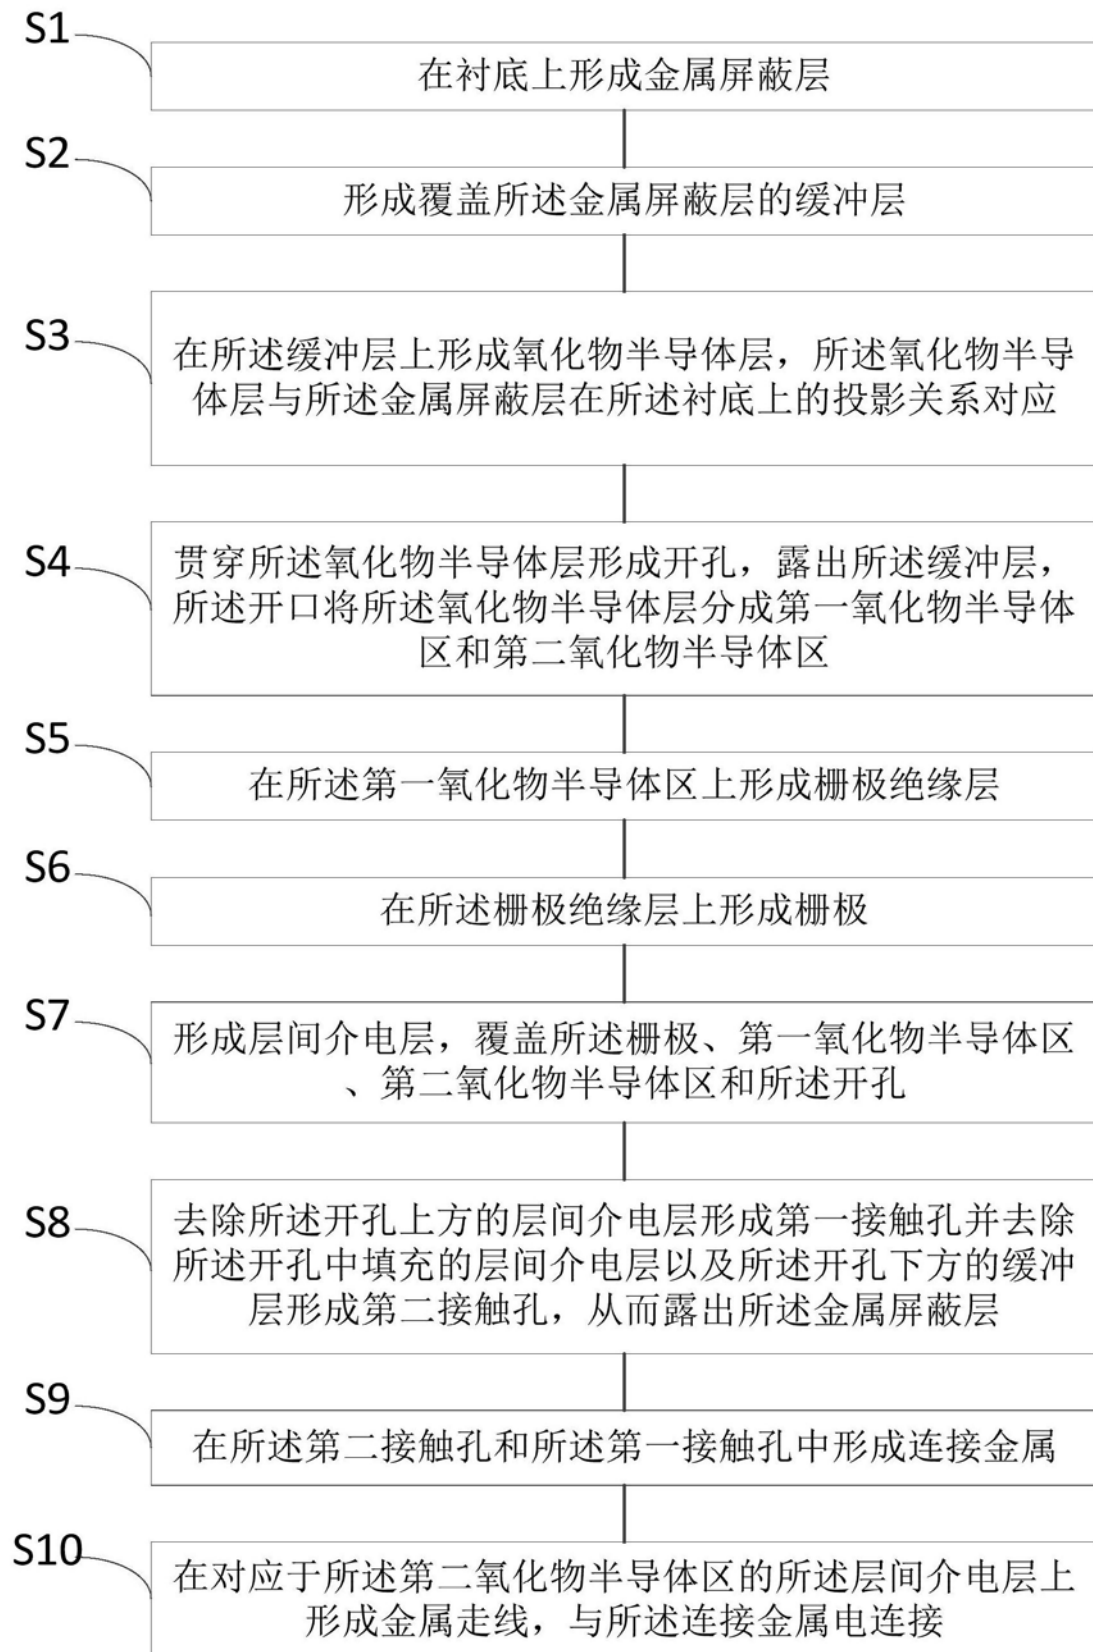 S1
在衬底上形成金属屏蔽层
S2
形成覆盖所述金属屏蔽层的缓冲层
S3
在所述缓冲层上形成氧化物半导体层，所述氧化物半导
体层与所述金属屏蔽层在所述衬底上的投影关系对应
S4
贯穿所述氧化物半导体层形成开孔，露出所述缓冲层，
所述开口将所述氧化物半导体层分成第一氧化物半导体
区和第二氧化物半导体区
S5
在所述第一氧化物半导体区上形成栅极绝缘层
S6
在所述栅极绝缘层上形成栅极
S7
形成层间介电层，覆盖所述栅极、第一氧化物半导体区
、第二氧化物半导体区和所述开孔
S8
去除所述开孔上方的层间介电层形成第一接触孔并去除
所述开孔中填充的层间介电层以及所述开孔下方的缓冲
层形成第二接触孔，从而露出所述金属屏蔽层
S9
在所述第二接触孔和所述第一接触孔中形成连接金属
S10
在对应于所述第二氧化物半导体区的所述层间介电层上
形成金属走线，与所述连接金属电连接